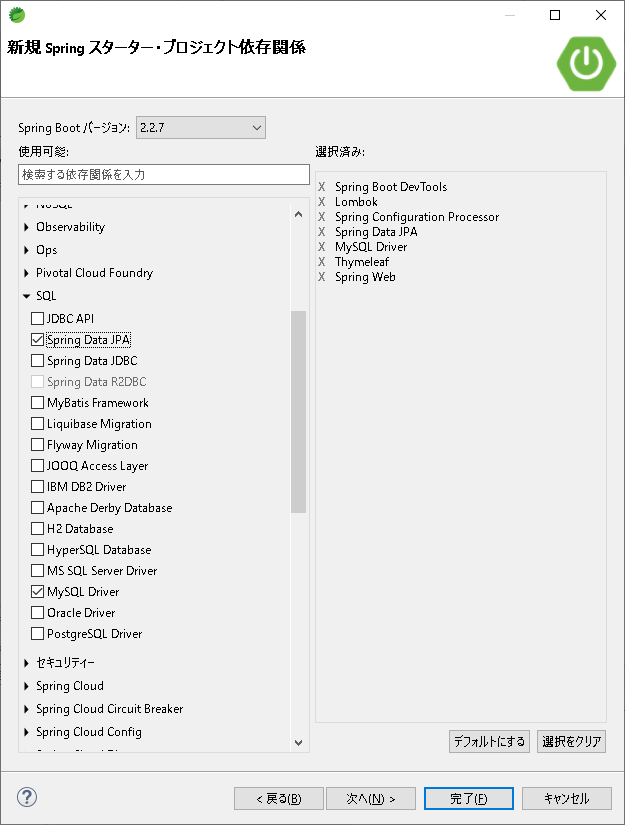 新規 Spring スターター・プロジェクト依存関係
Spring Boot バージョン: 2.2.7
使用可能:
検索する依存関係を入力
NoSQL
Observability
Ops
Pivotal Cloud Foundry
SQL
JDBC API
Spring Data JPA
Spring Data JDBC
Spring Data R2DBC
MyBatis Framework
Liquibase Migration
Flyway Migration
JOOQ Access Layer
IBM DB2 Driver
Apache Derby Database
H2 Database
HyperSQL Database
MS SQL Server Driver
MySQL Driver
Oracle Driver
PostgreSQL Driver
セキュリティー
Spring Cloud
Spring Cloud Circuit Breaker
Spring Cloud Config
選択済み:
X Spring Boot DevTools
X Lombok
X Spring Configuration Processor
X Spring Data JPA
X MySQL Driver
X Thymeleaf
X Spring Web
デフォルトにする 選択をクリア
? < 戻る(B) 次へ(N) > 完了(F) キャンセル